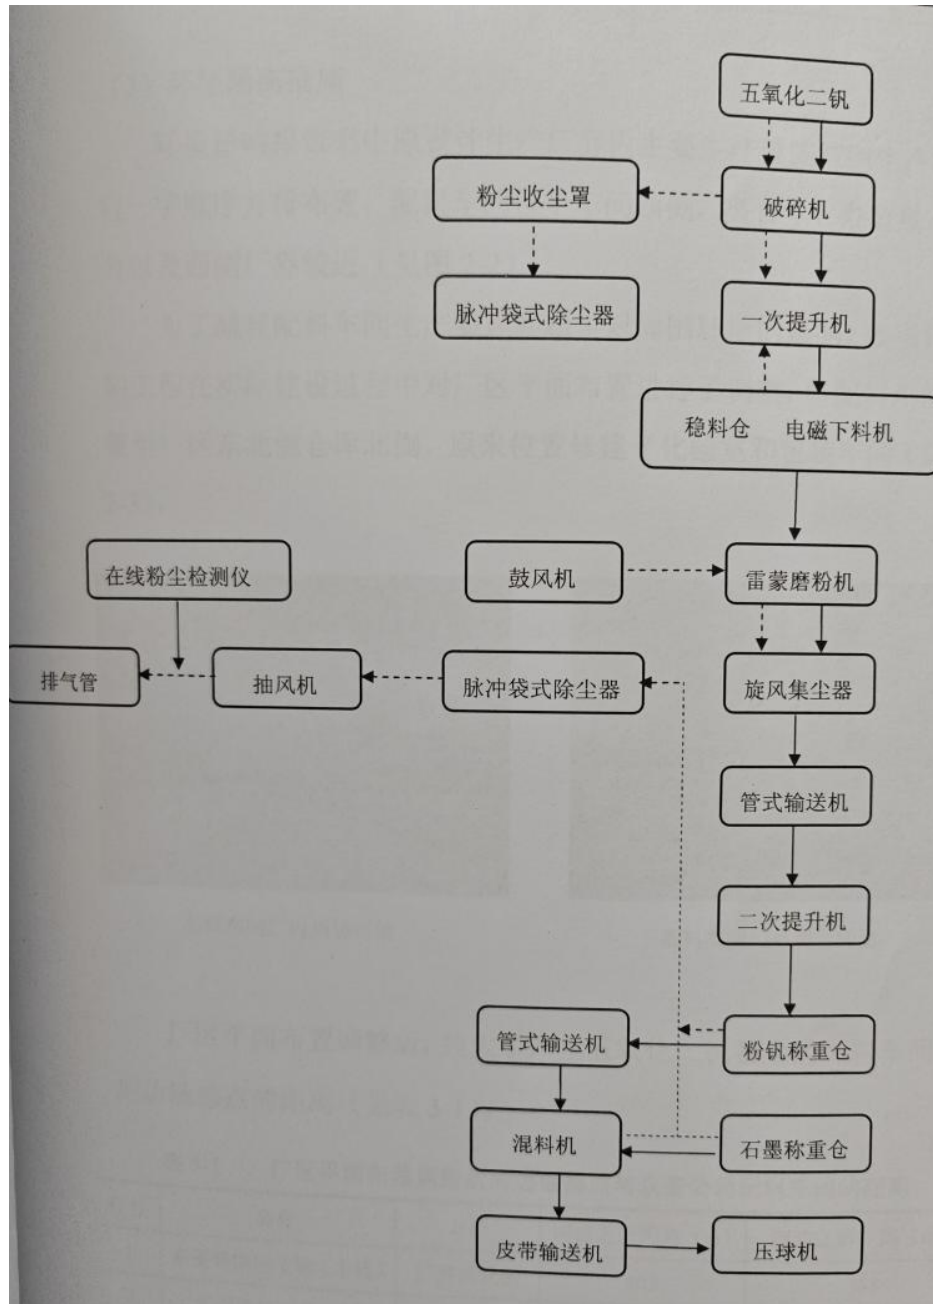 五氧化二钒
粉尘收尘罩
破碎机
脉冲袋式除尘器
一次提升机
稳料仓 电磁下料机
在线粉尘检测仪
鼓风机
雷蒙磨粉机
排气管
抽风机
脉冲袋式除尘器
旋风集尘器
管式输送机
二次提升机
管式输送机
粉钒称重仓
混料机
石墨称重仓
皮带输送机
压球机